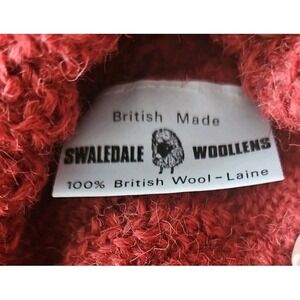 British Made
SWALEDALE WOOLLENS
100% British Wool-Laine